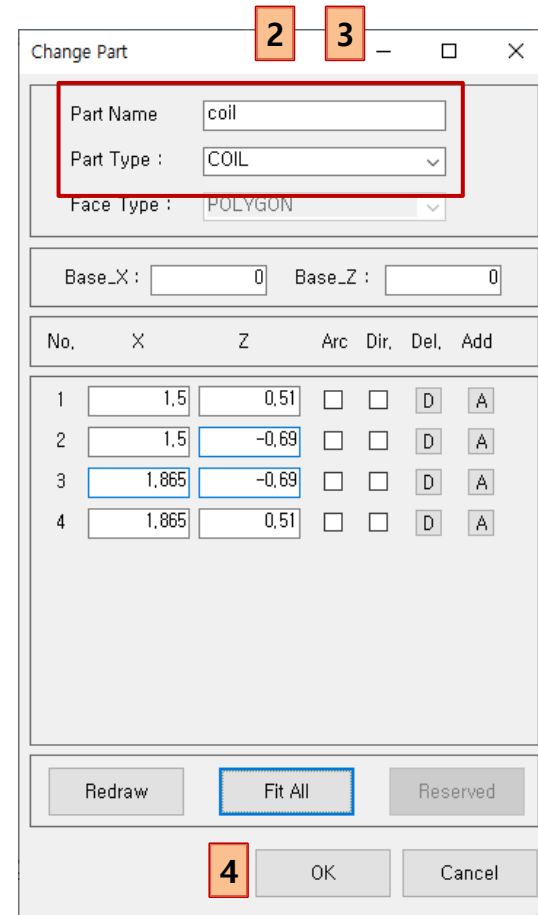 2 3
Change Part
Part Name coil
Part Type : COIL
Face Type : POLYGON
Base_X : 0 Base_Z : 0
No. X Z Arc Dir. Del. Add
1 1.5 0.51 D A
2 1.5 -0.69 D A
3 1.865 -0.69 D A
4 1.865 0.51 D A
Redraw Fit All Reserved
4 OK Cancel